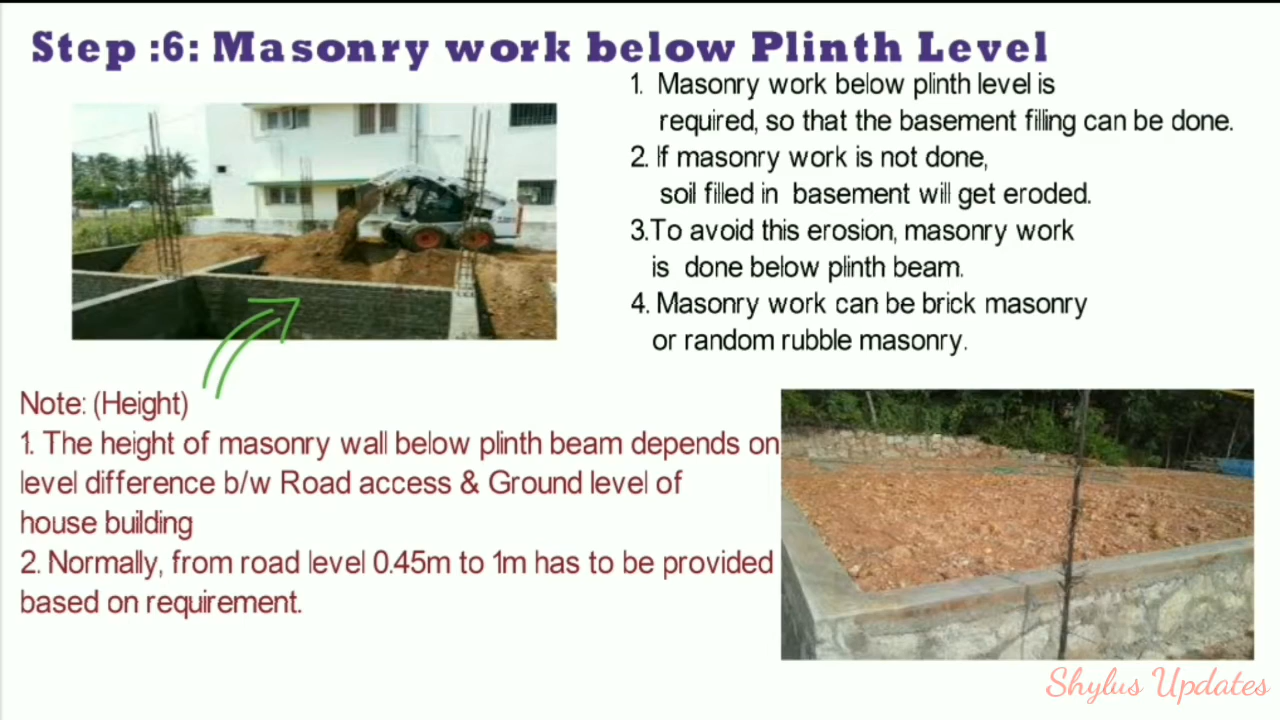 Step :6: Masonry work below Plinth Level
1. Masonry work below plinth level is
required, so that the basement filling can be done.
2. If masonry work is not done,
soil filled in basement will get eroded.
3.To avoid this erosion, masonry work
is done below plinth beam.
4. Masonry work can be brick masonry
or random rubble masonry.
Note: (Height)
1. The height of masonry wall below plinth beam depends on
level difference b/w Road access & Ground level of
house building
2. Normally, from road level 0.45m to 1m has to be provided
based on requirement.
Shylus Updates